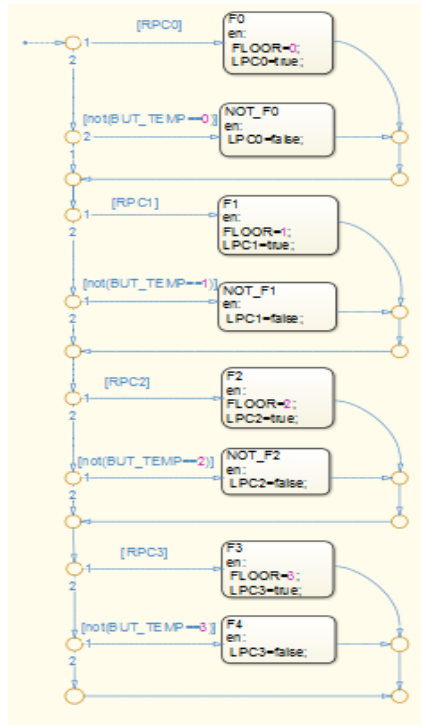 [RPC0]
F0
en:
FLOOR=0;
LPC0=true;
1
2
[not(BUT_TEMP==0)]
NOT_F0
en:
LPC0=false;
2
1
[RPC1]
F1
en:
FLOOR=1;
LPC1=true;
1
2
[not(BUT_TEMP==1)]
NOT_F1
en:
LPC1=false;
1
2
[RPC2]
F2
en:
FLOOR=2;
LPC2=true;
1
2
[not(BUT_TEMP==2)]
NOT_F2
en:
LPC2=false;
1
2
[RPC3]
F3
en:
FLOOR=3;
LPC3=true;
1
2
[not(BUT_TEMP==3)]
F4
en:
LPC3=false;
1
2